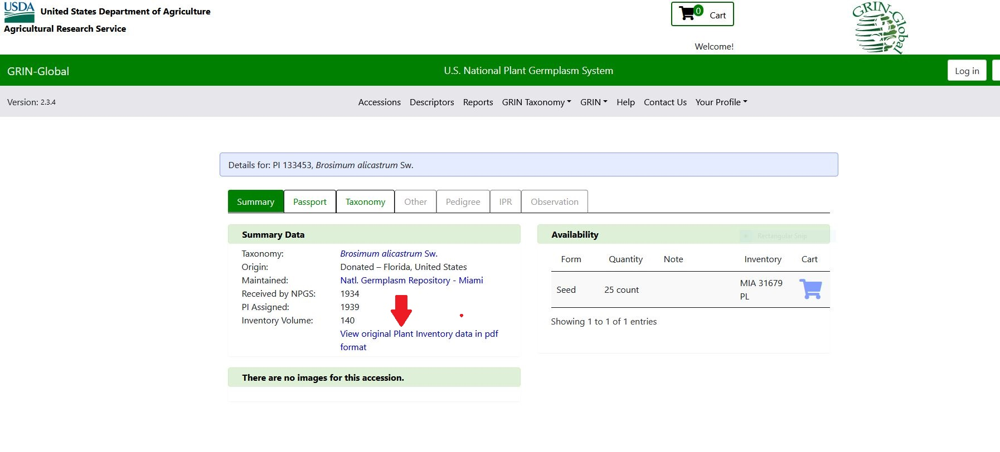 USDA United States Department of Agriculture
Agricultural Research Service
0 Cart
Welcome!
GRIN-Global
GRIN-Global
U.S. National Plant Germplasm System
Log in
Version: 2.3.4
Accessions Descriptors Reports GRIN Taxonomy GRIN Help Contact Us Your Profile
Details for: PI 133453, Brosimum alicastrum Sw.
Summary Passport Taxonomy Other Pedigree IPR Observation
Summary Data
Taxonomy: Brosimum alicastrum Sw.
Origin: Donated – Florida, United States
Maintained: Natl. Germplasm Repository - Miami
Received by NPGS: 1934
PI Assigned: 1939
Inventory Volume: 140
View original Plant Inventory data in pdf
format
There are no images for this accession.
Availability
Rectangular Snip
Form Quantity Note Inventory Cart
Seed 25 count MIA 31679
PL
Showing 1 to 1 of 1 entries